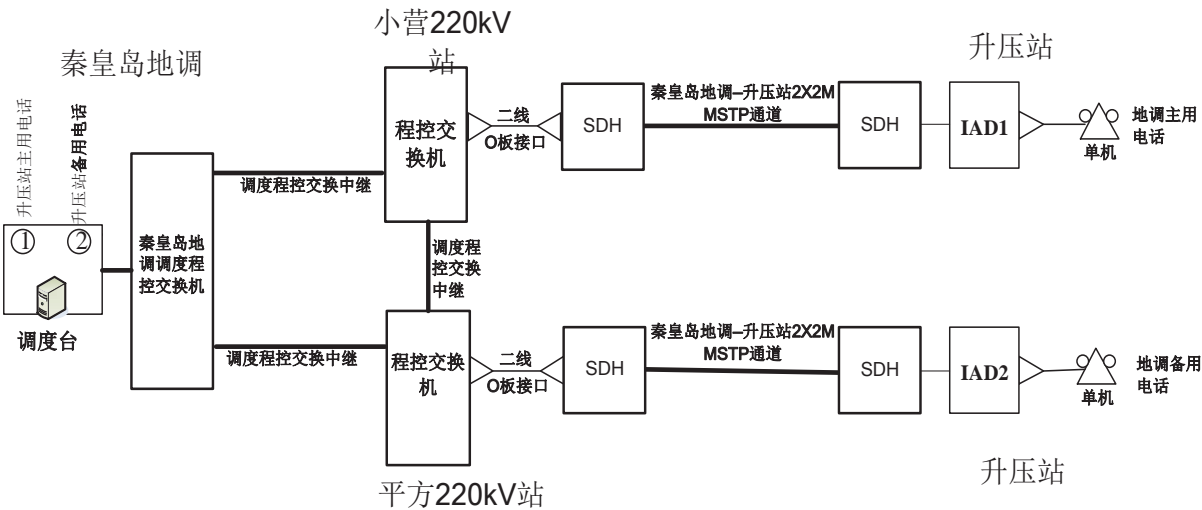 小营220kV
站
秦皇岛地调
升压站
升压站主用电话
升压站备用电话
①
②
调度台
秦皇岛地
调调度程
控交换机
调度程控交换中继
调度程控交换中继
程控交
换机
调度程
控交换
中继
程控交换
机
二线
O板接口
SDH
秦皇岛地调–升压站2X2M
MSTP通道
SDH
IAD1
单机
地调主用
电话
二线
O板接口
SDH
秦皇岛地调–升压站2X2M
MSTP通道
SDH
IAD2
单机
地调备用
电话
平方220kV站
升压站